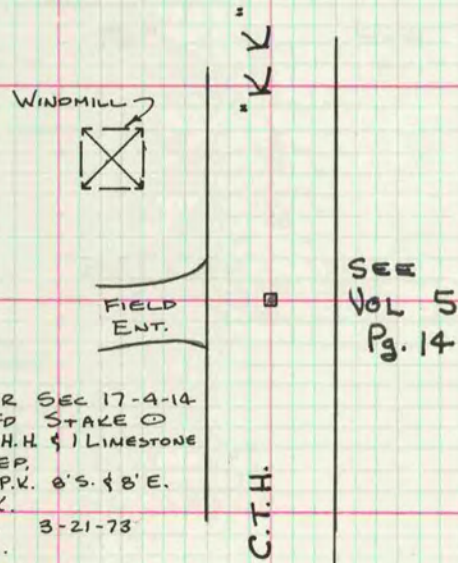 WINDMILL
"K K"
FIELD
ENT.
SEE
VOL 5
Pg. 14
R SEC 17-4-14
STAKE
H.H. & 1 LIMESTONE
EP.
P.K. 8'S. & 8'E.
3-21-73
C.T.H.